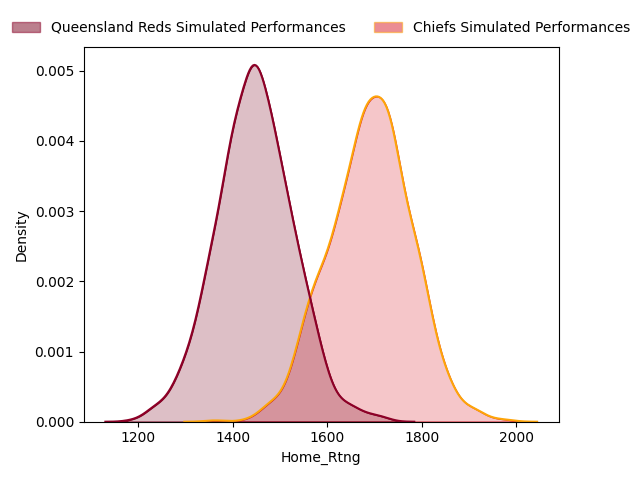 Queensland Reds Simulated Performances Chiefs Simulated Performances
0.005
0.004
0.003
0.002
0.001
0.000
Density
1200 1400 1600 1800 2000
Home_Rtng